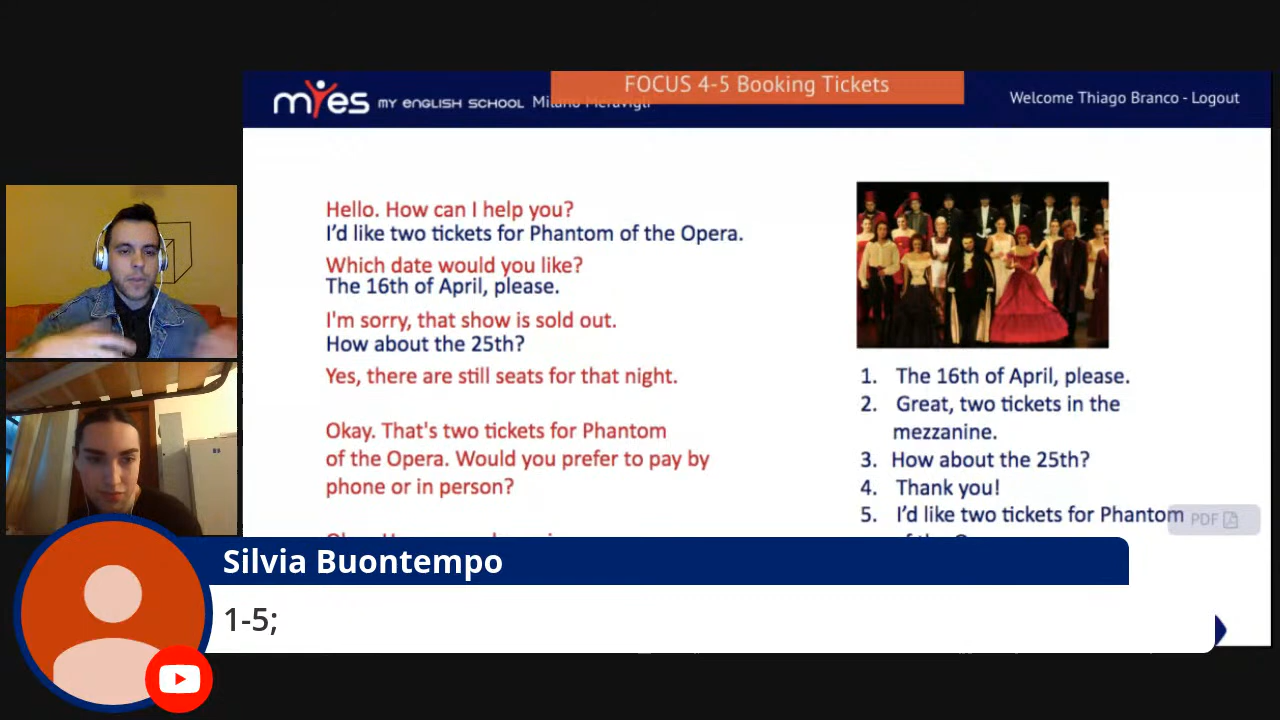 FOCUS 4-5 Booking Tickets
myes MY ENGLISH SCHOOL Milano Meravigli
Welcome Thiago Branco - Logout
Hello. How can I help you?
I'd like two tickets for Phantom of the Opera.
Which date would you like?
The 16th of April, please.
I'm sorry, that show is sold out.
How about the 25th?
Yes, there are still seats for that night.
Okay. That's two tickets for Phantom
of the Opera. Would you prefer to pay by
phone or in person?
1. The 16th of April, please.
2. Great, two tickets in the
mezzanine.
3. How about the 25th?
4. Thank you!
5. I'd like two tickets for Phantom
PDF
Silvia Buontempo
1-5;